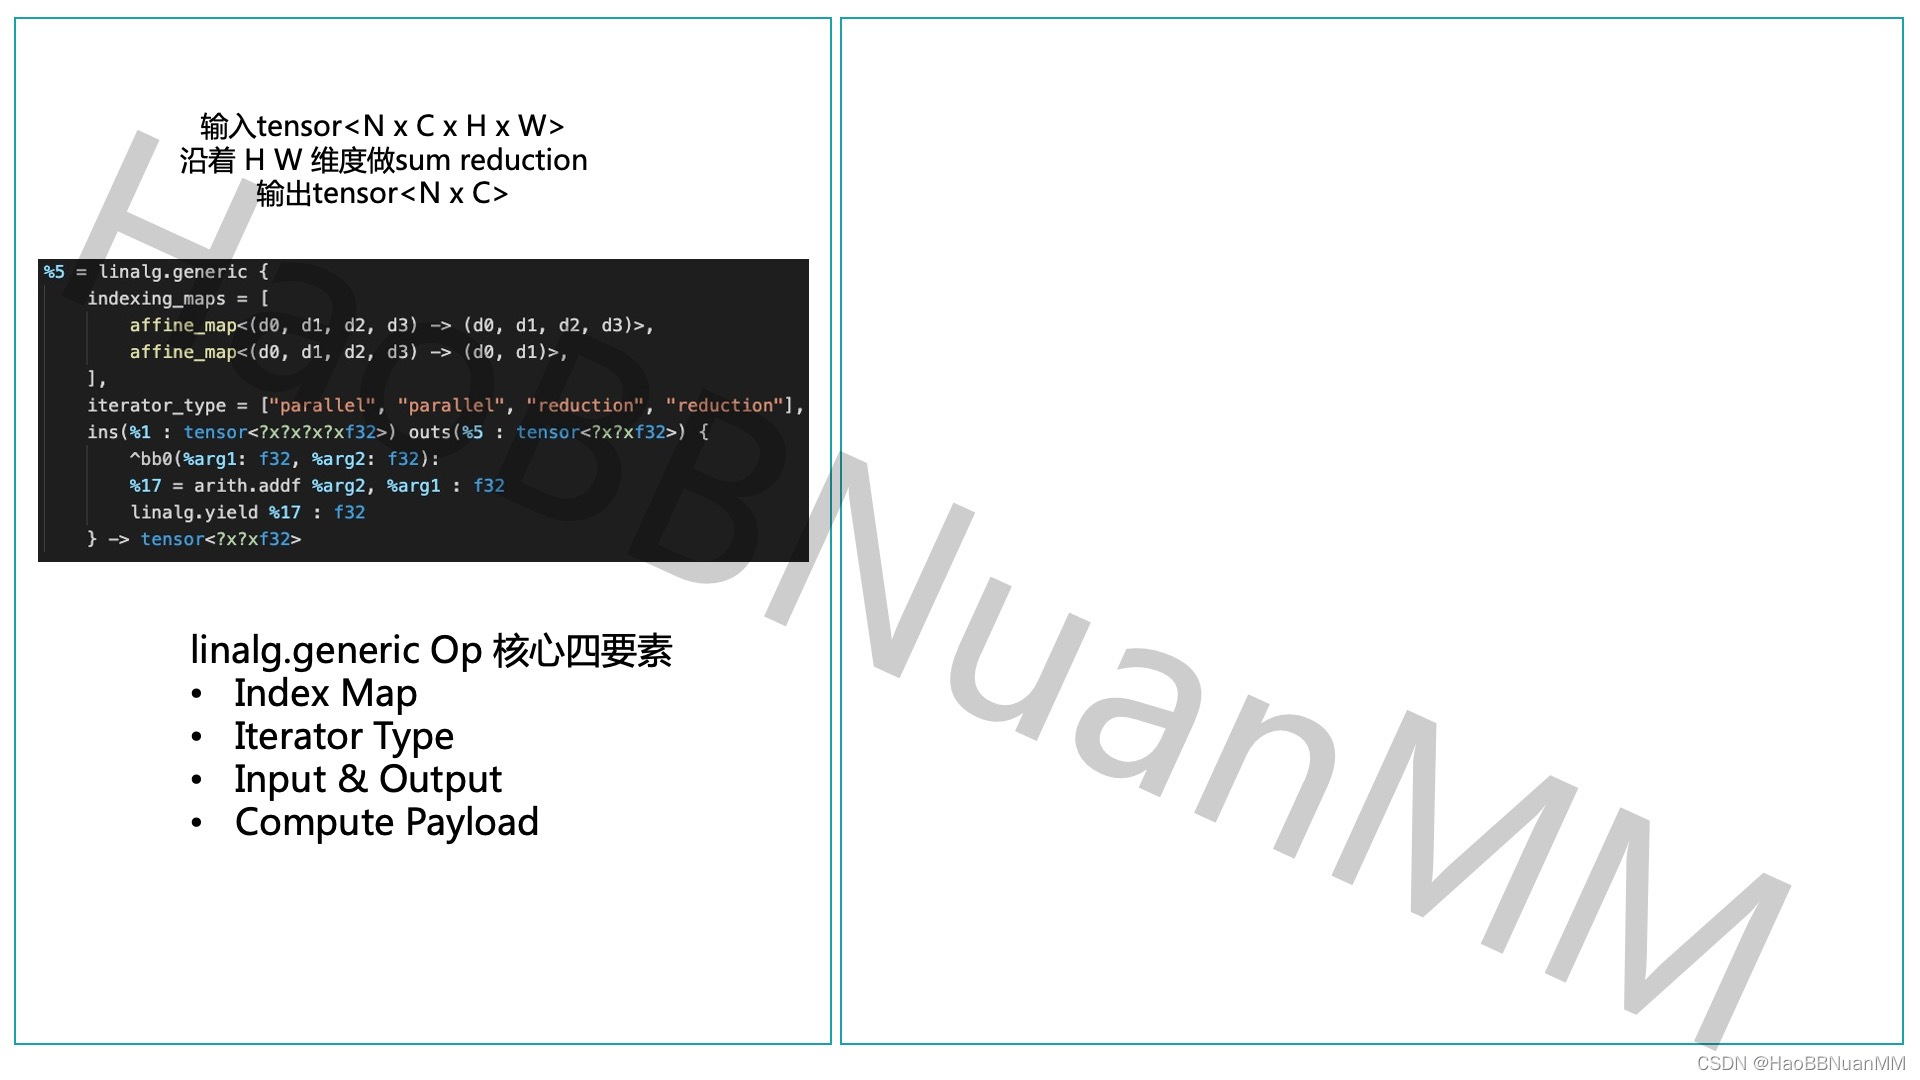 输入tensor<N x C x H x W>
沿着 H W 维度做sum reduction
输出tensor<N x C>
%5 = linalg.generic {
indexing_maps = [
affine_map<(d0, d1, d2, d3) -> (d0, d1, d2, d3)>,
affine_map<(d0, d1, d2, d3) -> (d0, d1)>,
],
iterator_type = ["parallel", "parallel", "reduction", "reduction"],
ins(%1 : tensor<?x?x?x?xf32>) outs(%5 : tensor<?x?xf32>) {
^bb0(%arg1: f32, %arg2: f32):
%17 = arith.addf %arg2, %arg1 : f32
linalg.yield %17 : f32
} -> tensor<?x?xf32>
linalg.generic Op 核心四要素
• Index Map
• Iterator Type
• Input & Output
• Compute Payload
HaoBBNuanMM
CSDN @HaoBBNuanMM